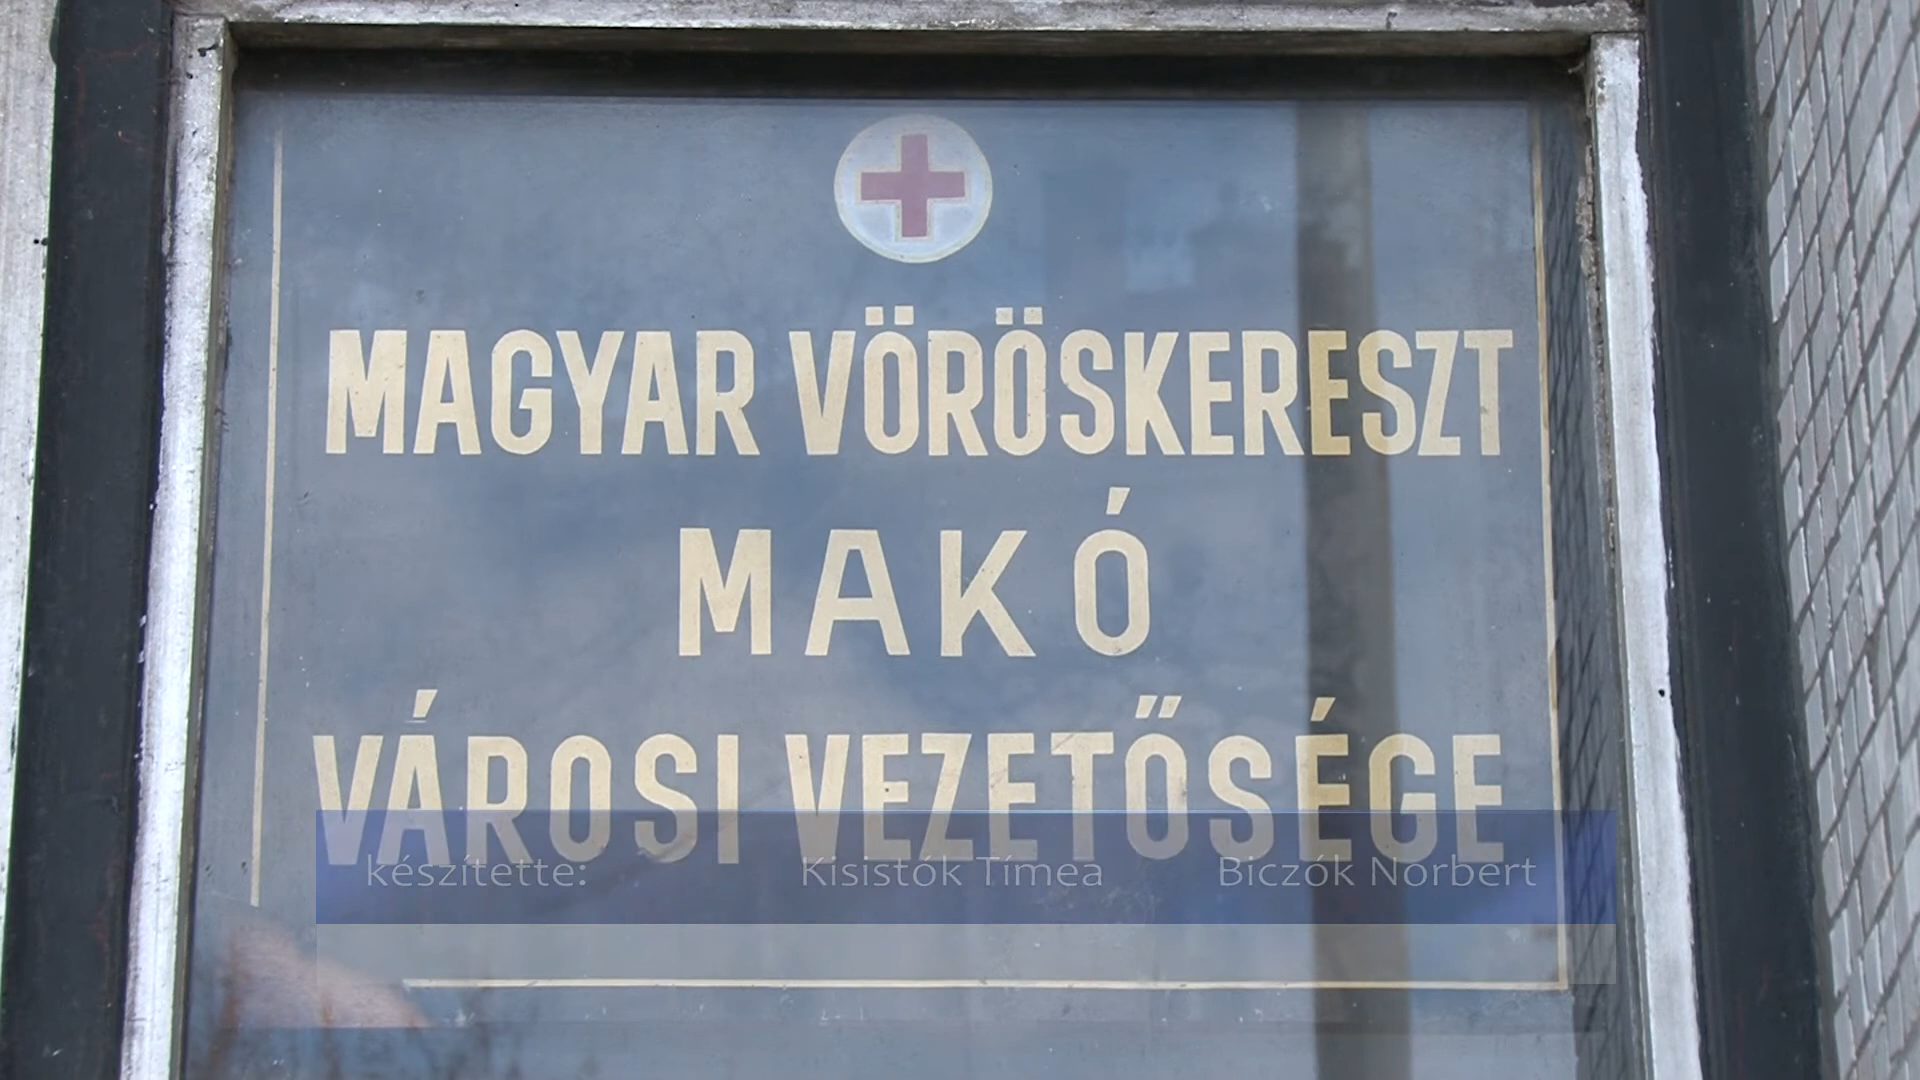 MAGYAR VÖRÖSKERESZT
MAKÓ
VÁROSI VEZETŐSÉGE
készítette: Kisistók Tímea Biczók Norbert